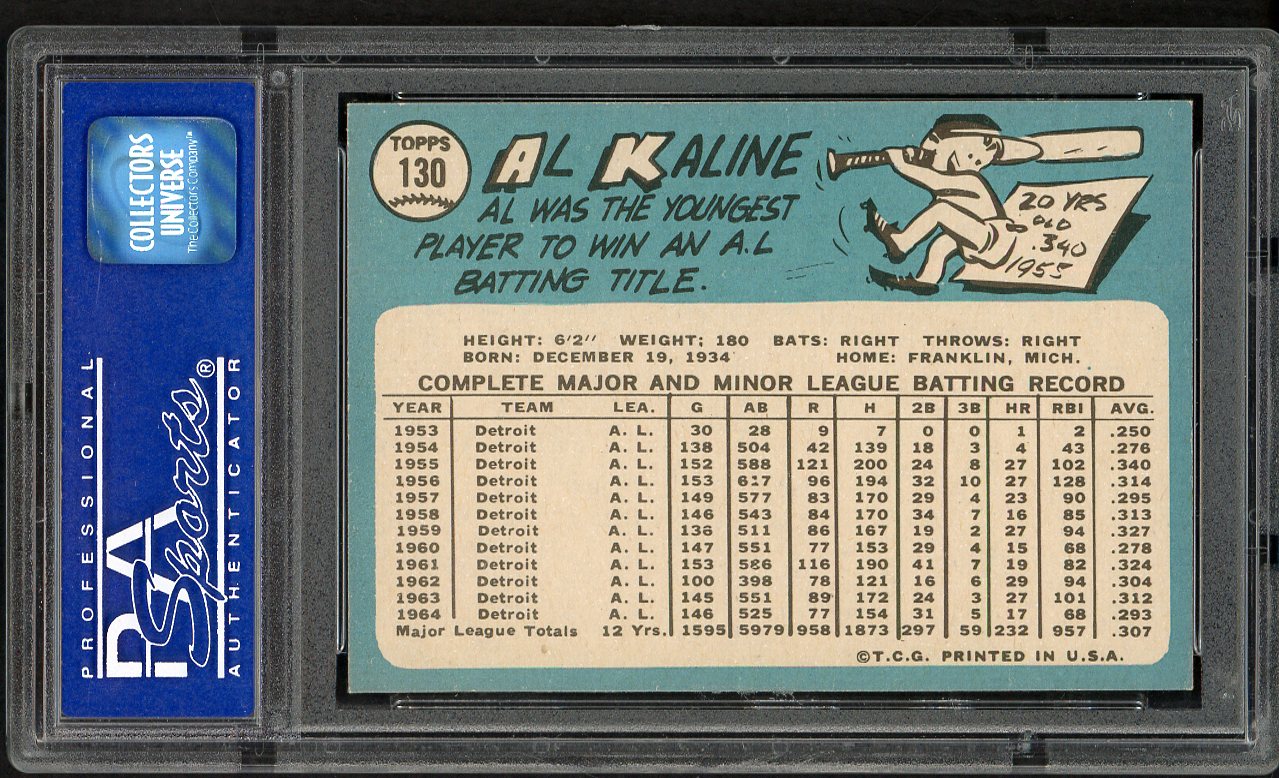 COLLECTORS
UNIVERSE
The Collectors Company™
PROFESSIONAL
PSA
Sports®
AUTHENTICATOR
TOPPS
130
AL KALINE
AL WAS THE YOUNGEST
PLAYER TO WIN AN A.L
BATTING TITLE.
20 YRS
OLD
.340
1955
HEIGHT: 6'2" WEIGHT; 180 BATS: RIGHT THROWS: RIGHT
BORN: DECEMBER 19, 1934 HOME: FRANKLIN, MICH.
COMPLETE MAJOR AND MINOR LEAGUE BATTING RECORD
YEAR TEAM LEA. G AB R H 2B 3B HR RBI AVG.
1953 Detroit A. L. 30 28 9 7 0 0 1 2 .250
1954 Detroit A. L. 138 504 42 139 18 3 4 43 .276
1955 Detroit A. L. 152 588 121 200 24 8 27 102 .340
1956 Detroit A. L. 153 617 96 194 32 10 27 128 .314
1957 Detroit A. L. 149 577 83 170 29 4 23 90 .295
1958 Detroit A. L. 146 543 84 170 34 7 16 85 .313
1959 Detroit A. L. 136 511 86 167 19 2 27 94 .327
1960 Detroit A. L. 147 551 77 153 29 4 15 68 .278
1961 Detroit A. L. 153 586 116 190 41 7 19 82 .324
1962 Detroit A. L. 100 398 78 121 16 6 29 94 .304
1963 Detroit A. L. 145 551 89 172 24 3 27 101 .312
1964 Detroit A. L. 146 525 77 154 31 5 17 68 .293
Major League Totals 12 Yrs. 1595 5979 958 1873 297 59 232 957 .307
©T.C.G. PRINTED IN U.S.A.